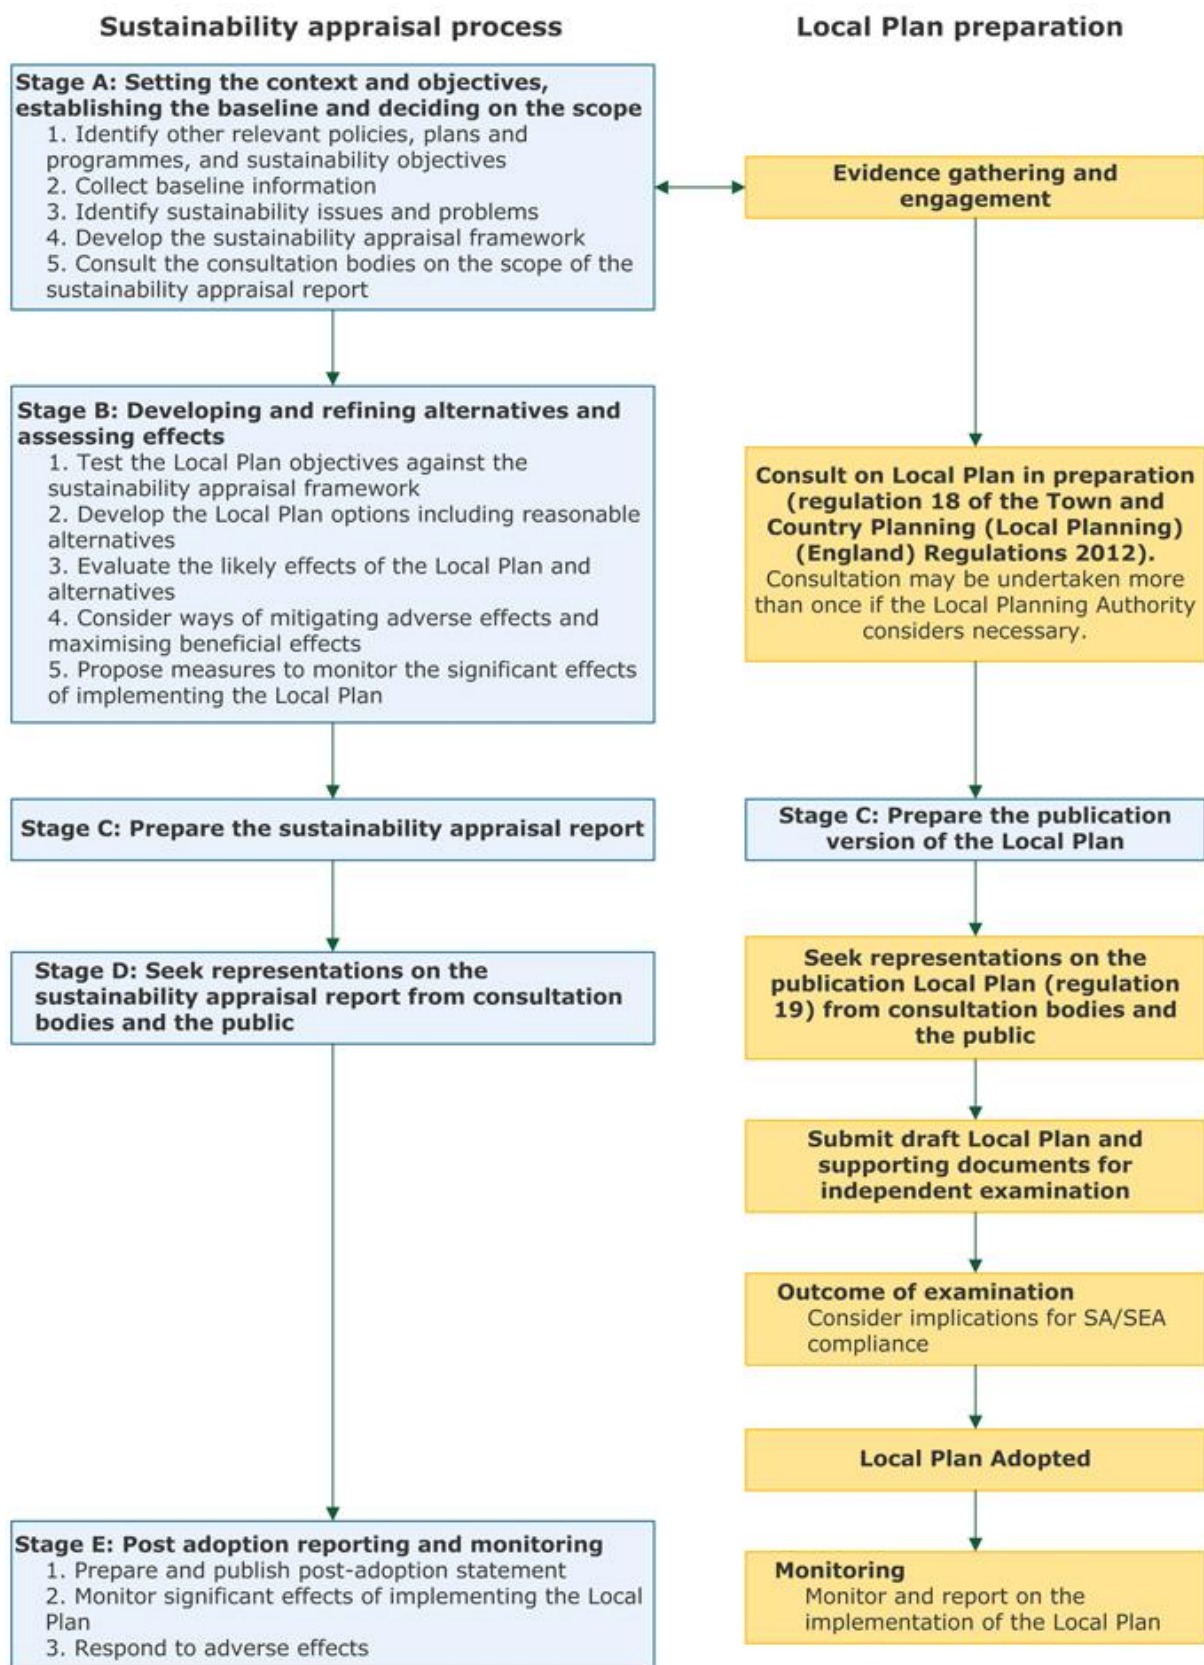 Sustainability appraisal process
Local Plan preparation
Stage A: Setting the context and objectives,
establishing the baseline and deciding on the scope
1. Identify other relevant policies, plans and
programmes, and sustainability objectives
2. Collect baseline information
3. Identify sustainability issues and problems
4. Develop the sustainability appraisal framework
5. Consult the consultation bodies on the scope of the
sustainability appraisal report
Evidence gathering and
engagement
Stage B: Developing and refining alternatives and
assessing effects
1. Test the Local Plan objectives against the
sustainability appraisal framework
2. Develop the Local Plan options including reasonable
alternatives
3. Evaluate the likely effects of the Local Plan and
alternatives
4. Consider ways of mitigating adverse effects and
maximising beneficial effects
5. Propose measures to monitor the significant effects
of implementing the Local Plan
Consult on Local Plan in preparation
(regulation 18 of the Town and
Country Planning (Local Planning)
(England) Regulations 2012).
Consultation may be undertaken more
than once if the Local Planning Authority
considers necessary.
Stage C: Prepare the sustainability appraisal report
Stage C: Prepare the publication
version of the Local Plan
Stage D: Seek representations on the
sustainability appraisal report from consultation
bodies and the public
Seek representations on the
publication Local Plan (regulation
19) from consultation bodies and
the public
Submit draft Local Plan and
supporting documents for
independent examination
Outcome of examination
Consider implications for SA/SEA
compliance
Local Plan Adopted
Stage E: Post adoption reporting and monitoring
1. Prepare and publish post-adoption statement
2. Monitor significant effects of implementing the Local
Plan
3. Respond to adverse effects
Monitoring
Monitor and report on the
implementation of the Local Plan